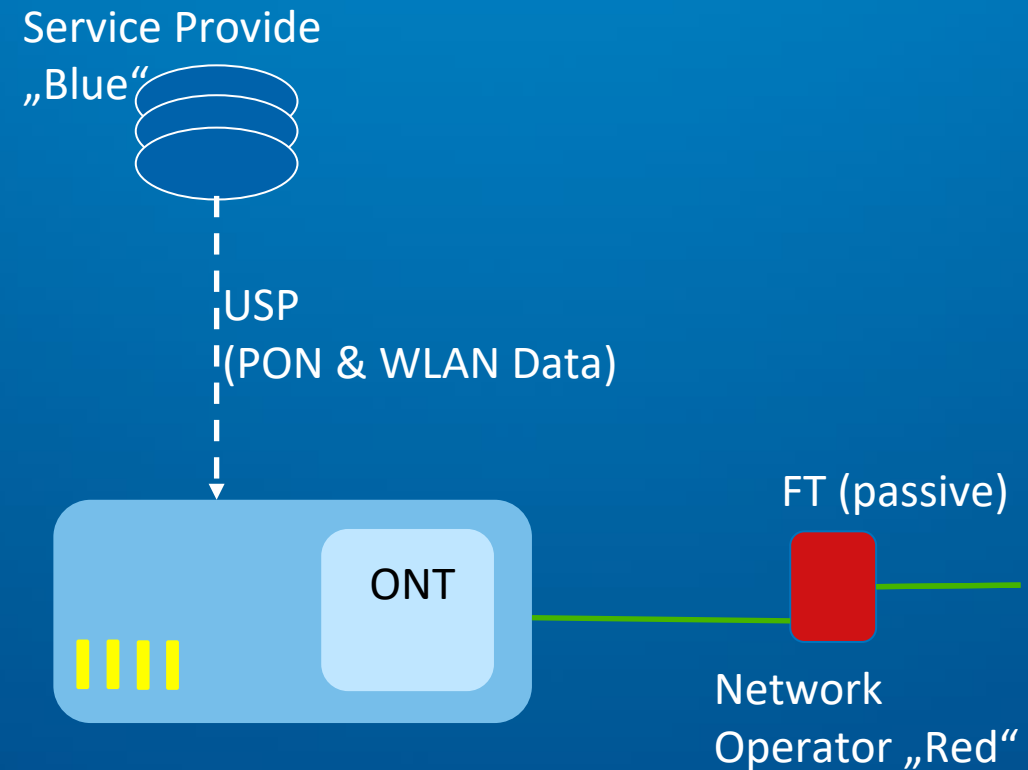 Service Provide
„Blue“
USP
(PON & WLAN Data)
FT (passive)
ONT
Network
Operator „Red“